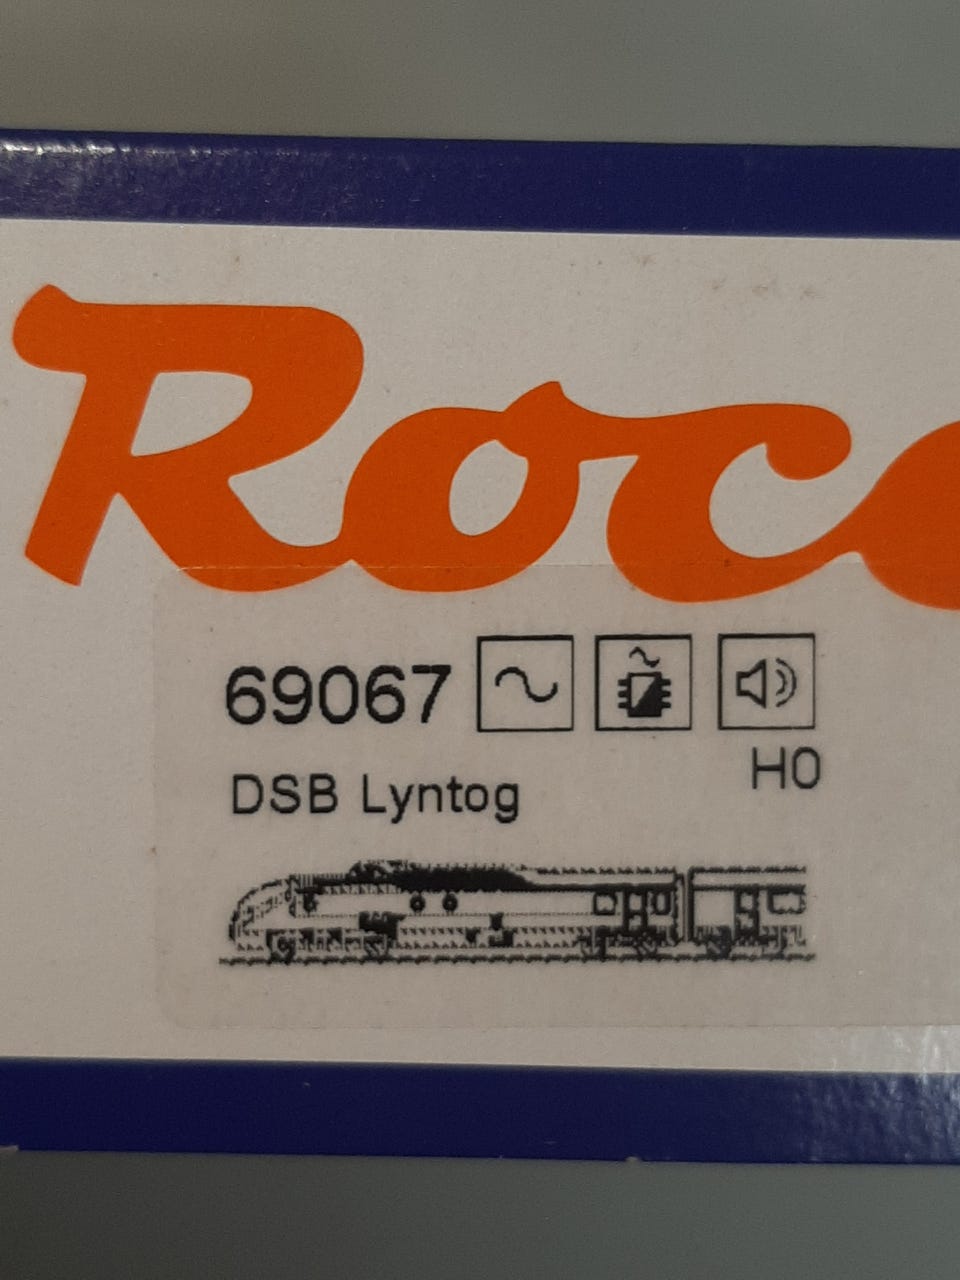 Roco
69067
H0
DSB Lyntog